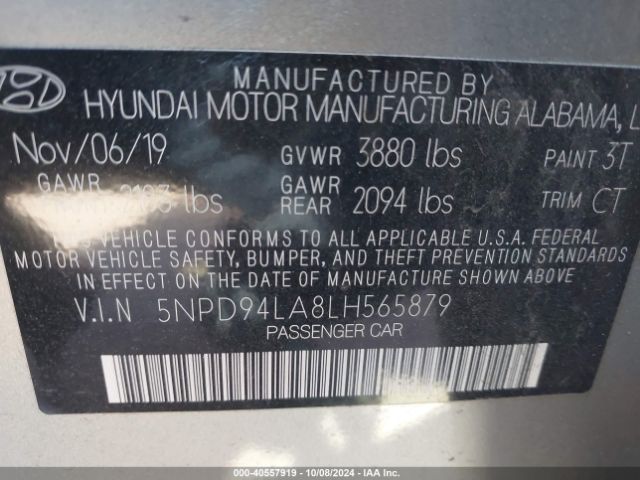 MANUFACTURED BY
HYUNDAI MOTOR MANUFACTURING ALABAMA, L
Nov/06/19 GVWR 3880 lbs PAINT 3T
GAWR lbs GAWR REAR 2094 lbs TRIM CT
VEHICLE CONFORMS TO ALL APPLICABLE U.S.A. FEDERAL
MOTOR VEHICLE SAFETY, BUMPER, AND THEFT PREVENTION STANDARDS
IN EFFECT ON THE DATE OF MANUFACTURE SHOWN ABOVE
V.I.N 5NPD94LA8LH565879
PASSENGER CAR
000-40557919 | 10/08/2024 | IAA Inc.